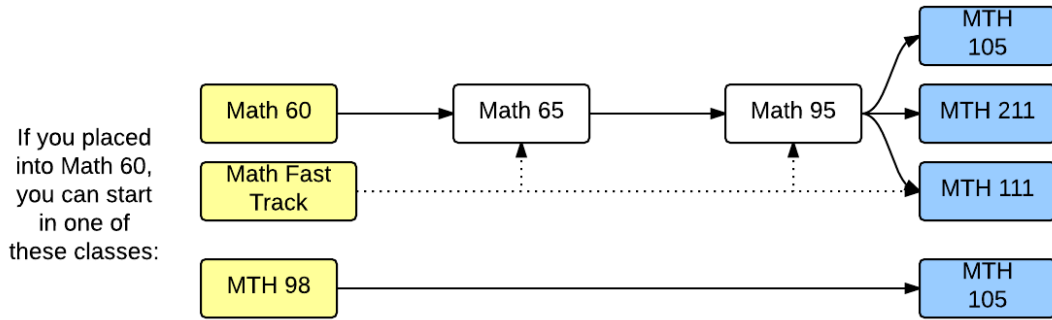 MTH
105
Math 60
Math 65
Math 95
MTH 211
If you placed
into Math 60,
you can start
in one of
these classes:
Math Fast
Track
MTH 111
MTH 98
MTH
105